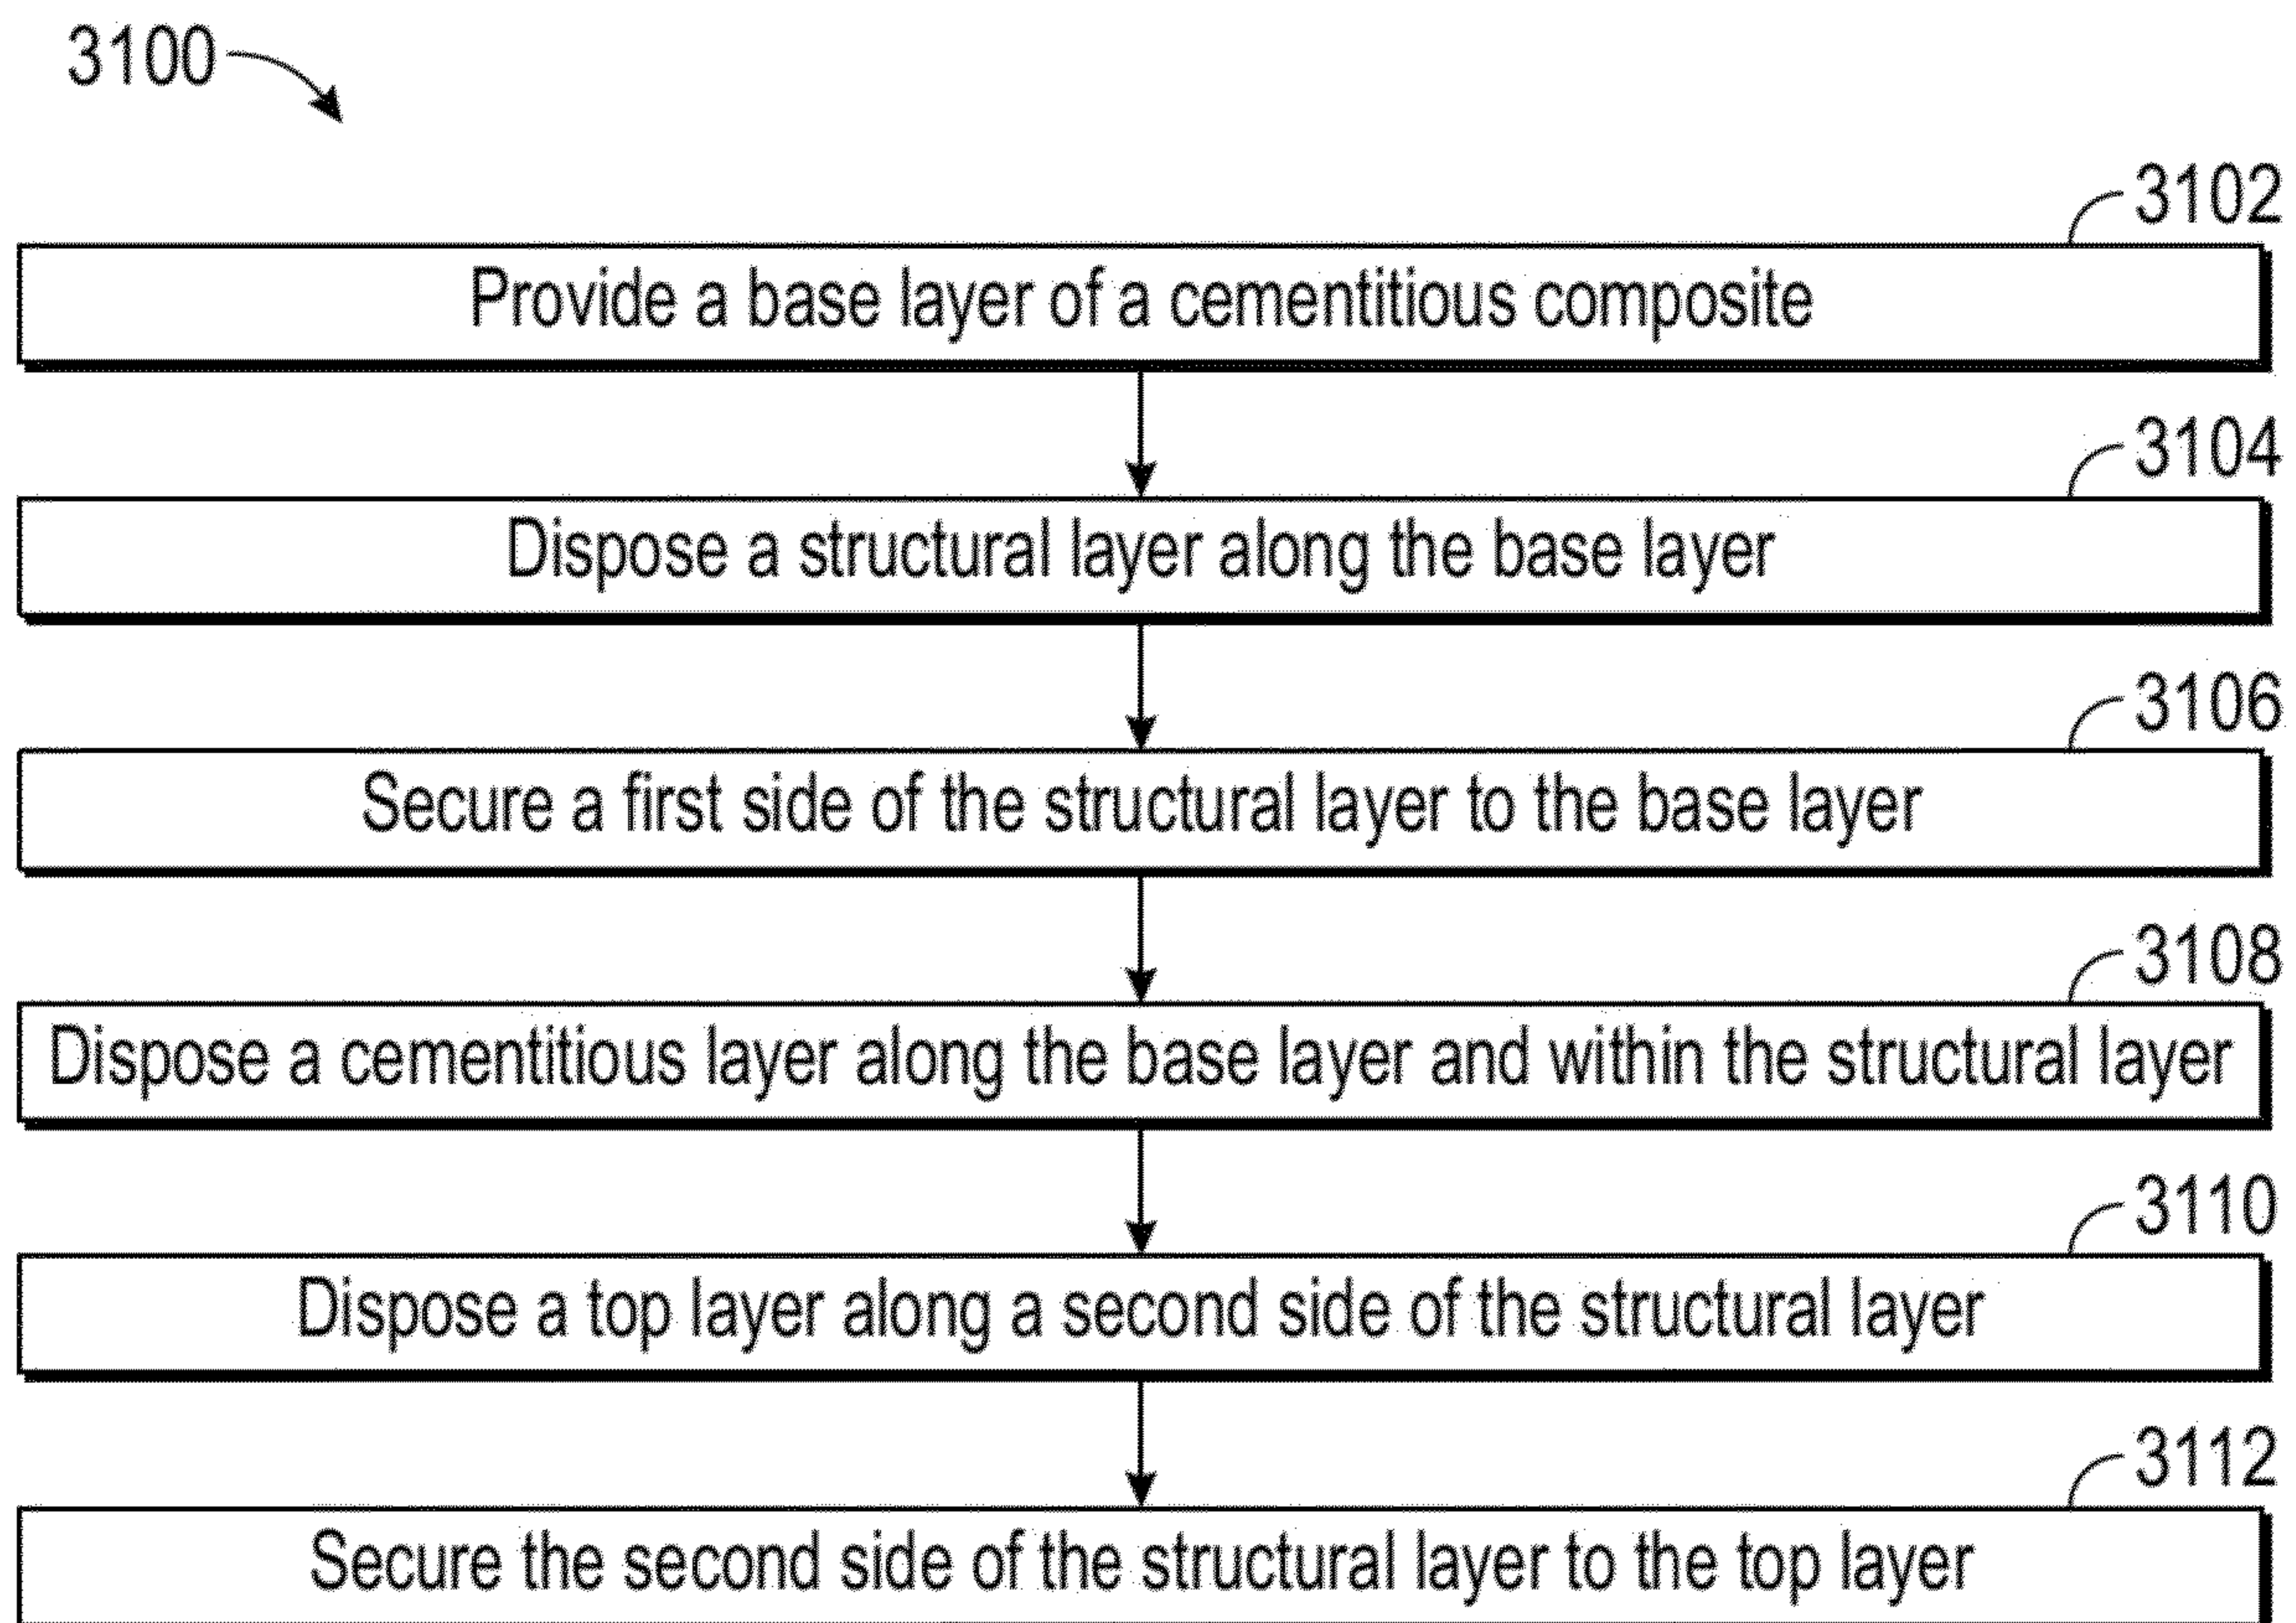 3100
3102
Provide a base layer of a cementitious composite
3104
Dispose a structural layer along the base layer
3106
Secure a first side of the structural layer to the base layer
3108
Dispose a cementitious layer along the base layer and within the structural layer
3110
Dispose a top layer along a second side of the structural layer
3112
Secure the second side of the structural layer to the top layer